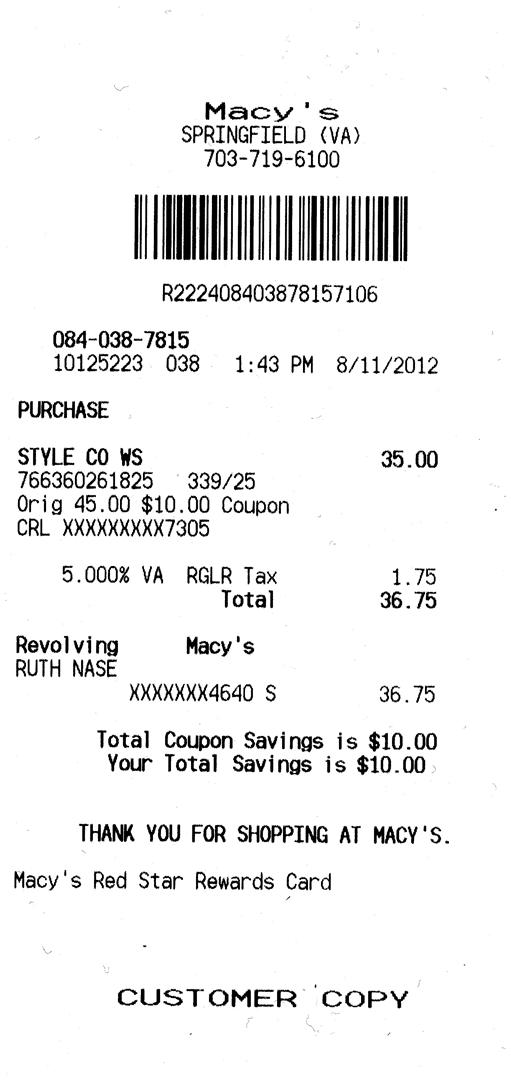 Macy's
SPRINGFIELD (VA)
703-719-6100
R222408403878157106
084-038-7815
10125223 038 1:43 PM 8/11/2012
PURCHASE
STYLE CO WS 35.00
766360261825 339/25
Orig 45.00 $10.00 Coupon
CRL XXXXXXXXX7305
5.000% VA RGLR Tax 1.75
Total 36.75
Revolving Macy's
RUTH NASE
XXXXXXX4640 S 36.75
Total Coupon Savings is $10.00
Your Total Savings is $10.00
THANK YOU FOR SHOPPING AT MACY'S.
Macy's Red Star Rewards Card
CUSTOMER COPY